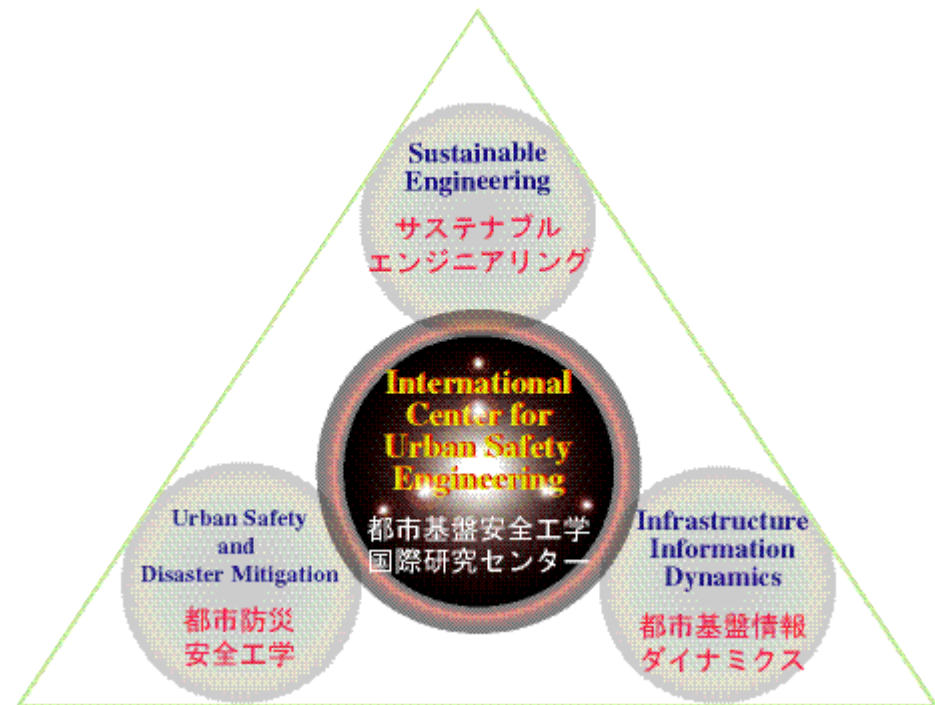 Sustainable
Engineering
サステナブル
エンジニアリング
International
Center for
Urban Safety
Engineering
都市基盤安全工学
国際研究センター
Urban Safety
and
Disaster Mitigation
都市防災
安全工学
Infrastructure
Information
Dynamics
都市基盤情報
ダイナミクス